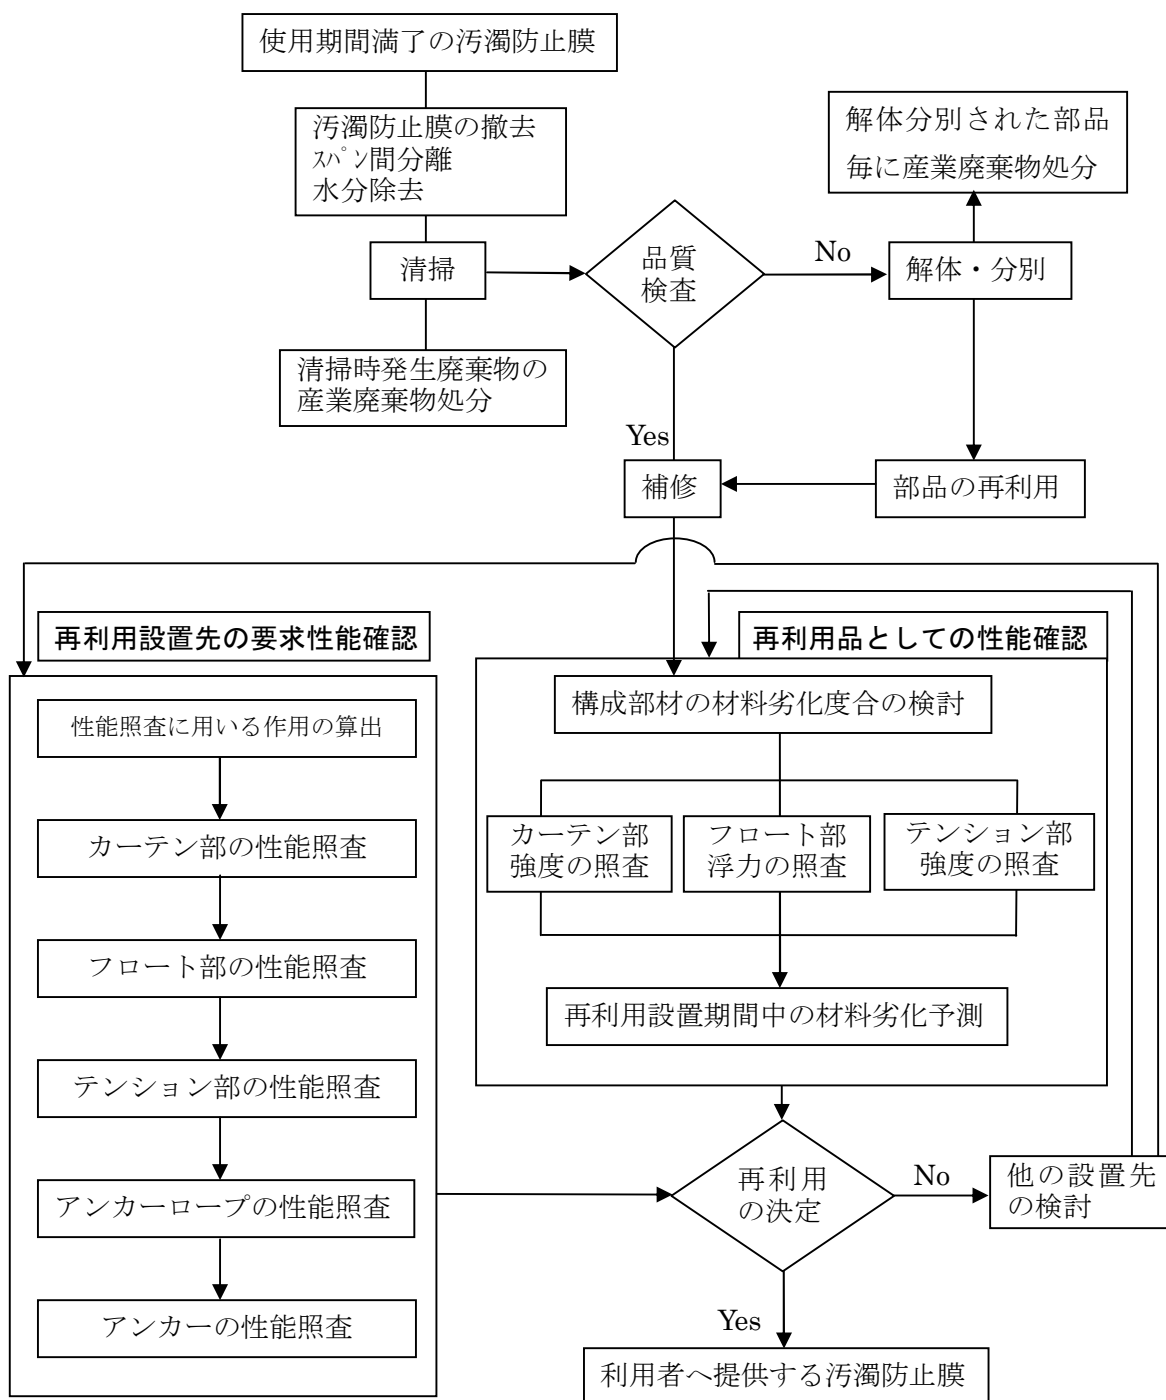 使用期間満了の汚濁防止膜
汚濁防止膜の撤去
ｽﾊﾟﾝ間分離
水分除去
解体分別された部品
毎に産業廃棄物処分
清掃
品質
検査
No
解体・分別
清掃時発生廃棄物の
産業廃棄物処分
Yes
補修
部品の再利用
再利用設置先の要求性能確認
再利用品としての性能確認
性能照査に用いる作用の算出
カーテン部の性能照査
フロート部の性能照査
テンション部の性能照査
アンカーロープの性能照査
アンカーの性能照査
構成部材の材料劣化度合の検討
カーテン部
強度の照査
フロート部
浮力の照査
テンション部
強度の照査
再利用設置期間中の材料劣化予測
再利用
の決定
No
他の設置先
の検討
Yes
利用者へ提供する汚濁防止膜